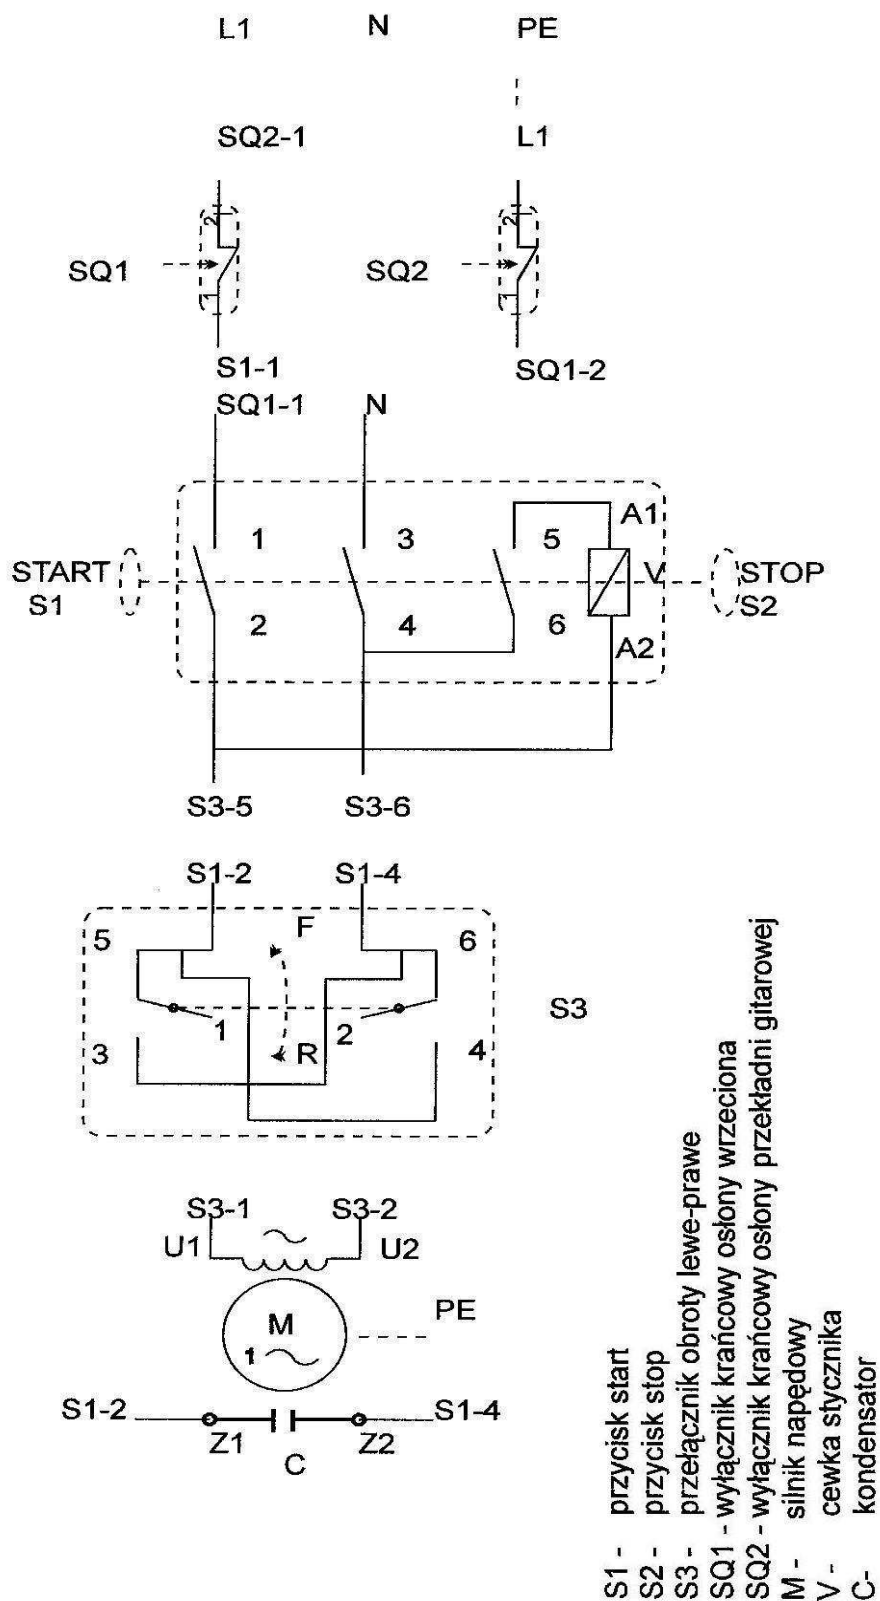 L1 N PE
SQ2-1 L1
2 2
SQ1 SQ2
1 1
S1-1 SQ1-2
SQ1-1 N
A1
1 3 5
START V STOP
S1 S2
2 4 6
A2
S3-5 S3-6
S1-2 S1-4
5 F 6
S3
1 2
3 R 4
S3-1 S3-2
U1 U2
M PE
1
S1-2 S1-4
Z1 Z2
C
S1 - przycisk start
S2 - przycisk stop
S3 - przełącznik obroty lewe-prawe
SQ1 - wyłącznik krańcowy osłony wrzeciona
SQ2 - wyłącznik krańcowy osłony przekładni gitarowej
M - silnik napędowy
V - cewka stycznika
C- kondensator